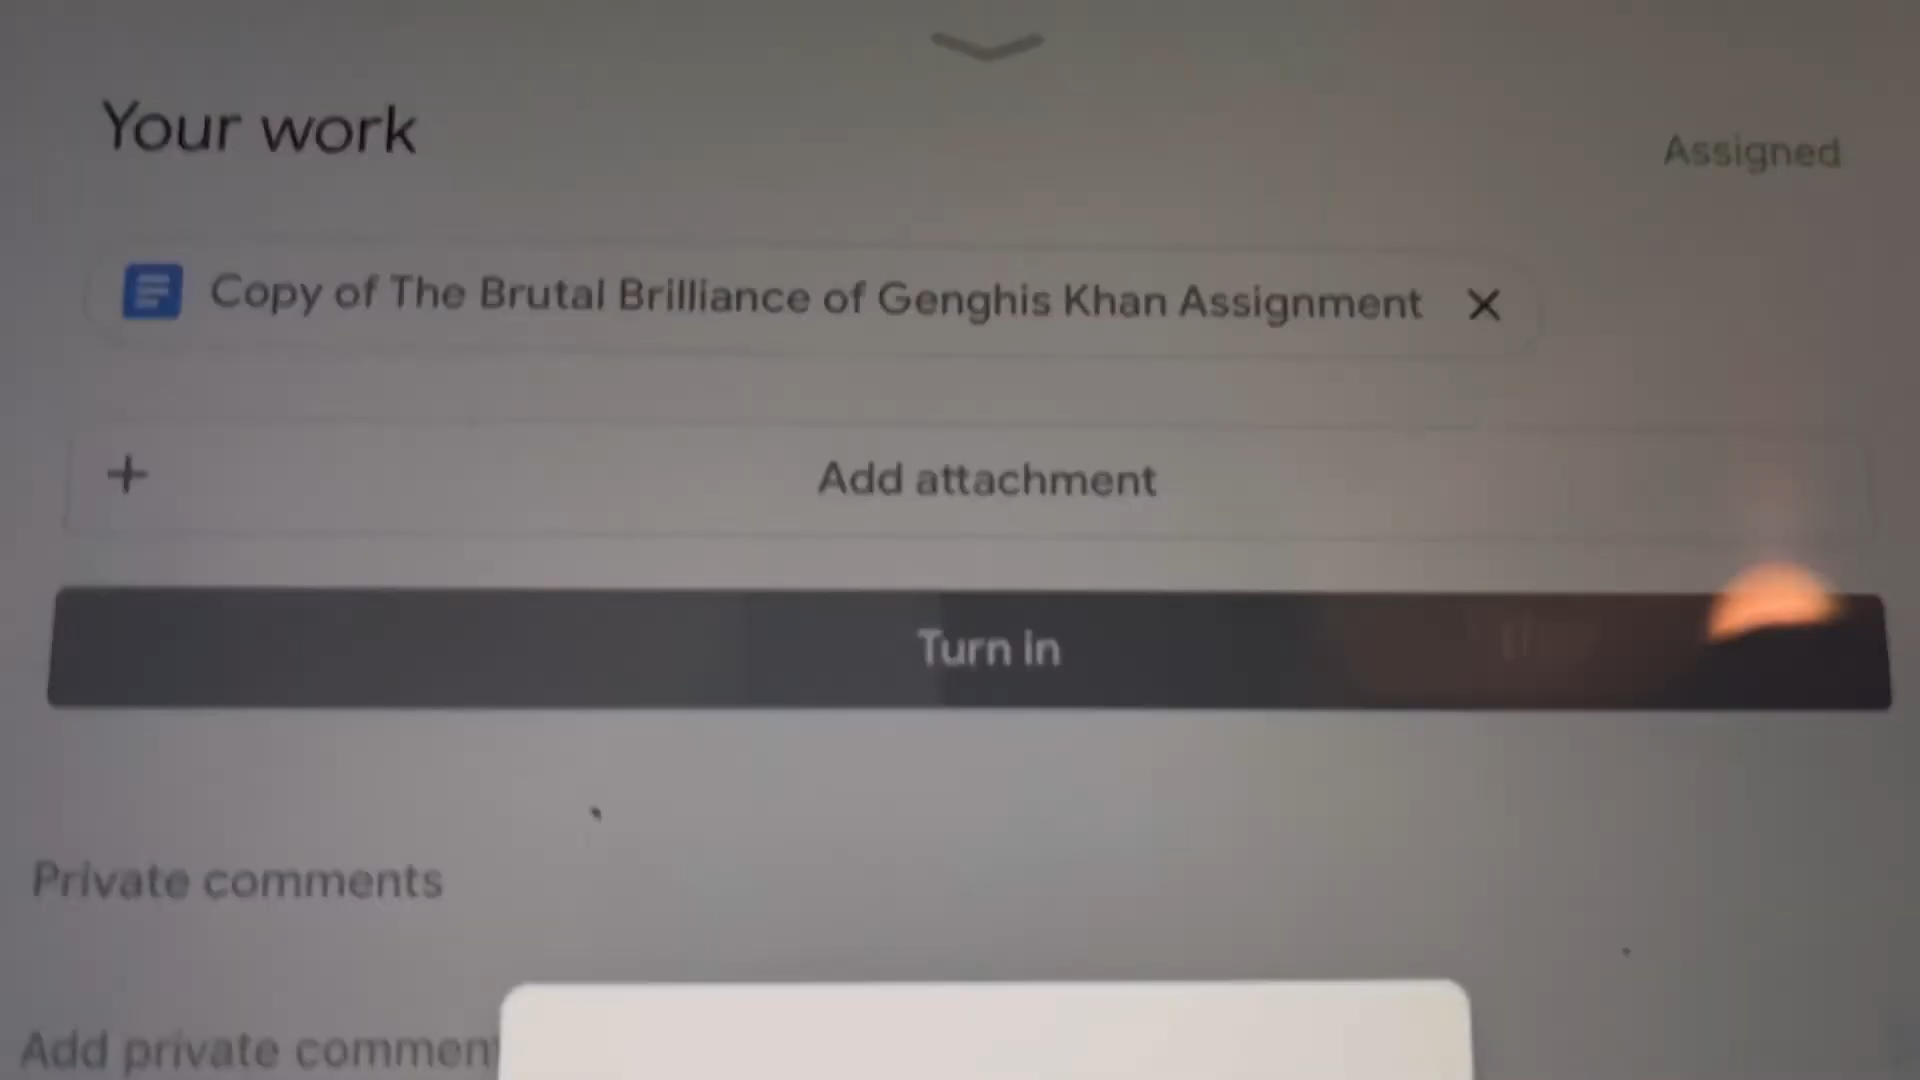 Your work
Assigned
Copy of The Brutal Brilliance of Genghis Khan Assignment
Add attachment
Turn in
Private comments
Add private commen